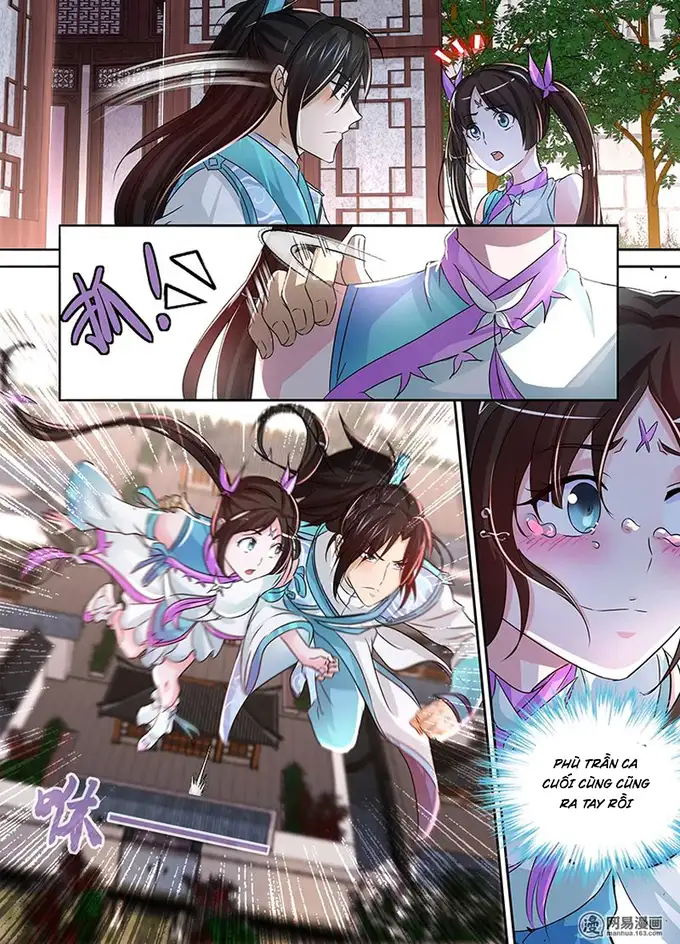 抓!
PHÙ TRẦN CA
CUỐI CÙNG CŨNG
RA TAY RỒI
咻
网易漫画
manhua.163.com